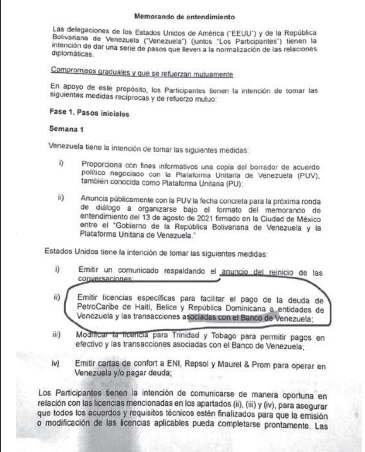 Memorando de entendimiento
Las delegaciones de los Estados Unidos de América ("EEUU") y de la República
Bolivariana de Venezuela ("Venezuela") (juntos "Los Participantes") tienen la
intención de dar una serie de pasos que lleven a la normalización de las relaciones
diplomáticas.
Compromisos graduales y que se refuerzan mutuamente
En apoyo de este propósito, los Participantes tienen la intención de tomar las
siguientes medidas recíprocas y de refuerzo mutuo:
Fase 1. Pasos iniciales
Semana 1
Venezuela tiene la intención de tomar las siguientes medidas:
i) Proporciona con fines informativos una copia del borrador de acuerdo
político negociado con la Plataforma Unitaria de Venezuela (PUV),
también conocida como Plataforma Unitaria (PU);
ii) Anuncia públicamente con la PUV la fecha concreta para la próxima ronda
de diálogo a organizarse bajo el formato del memorando de
entendimiento del 13 de agosto de 2021 firmado en la Ciudad de México
entre el "Gobierno de la República Bolivariana de Venezuela y la
Plataforma Unitaria de Venezuela."
Estados Unidos tiene la intención de tomar las siguientes medidas:
i) Emitir un comunicado respaldando el anuncio del reinicio de las
conversaciones;
ii) Emitir licencias específicas para facilitar el pago de la deuda de
PetroCaribe de Haití, Belice y República Dominicana a entidades de
Venezuela y las transacciones asociadas con el Banco de Venezuela;
iii) Modificar la licencia para Trinidad y Tobago para permitir pagos en
efectivo y las transacciones asociadas con el Banco de Venezuela;
iv) Emitir cartas de confort a ENI, Repsol y Maurel & Prom para operar en
Venezuela y/o pagar deuda;
Los Participantes tienen la intención de comunicarse de manera oportuna en
relación con las licencias mencionadas en los apartados (ii), (iii) y (iv), para asegurar
que todos los acuerdos y requisitos técnicos estén finalizados para que la emisión
o modificación de las licencias aplicables pueda completarse prontamente. Las